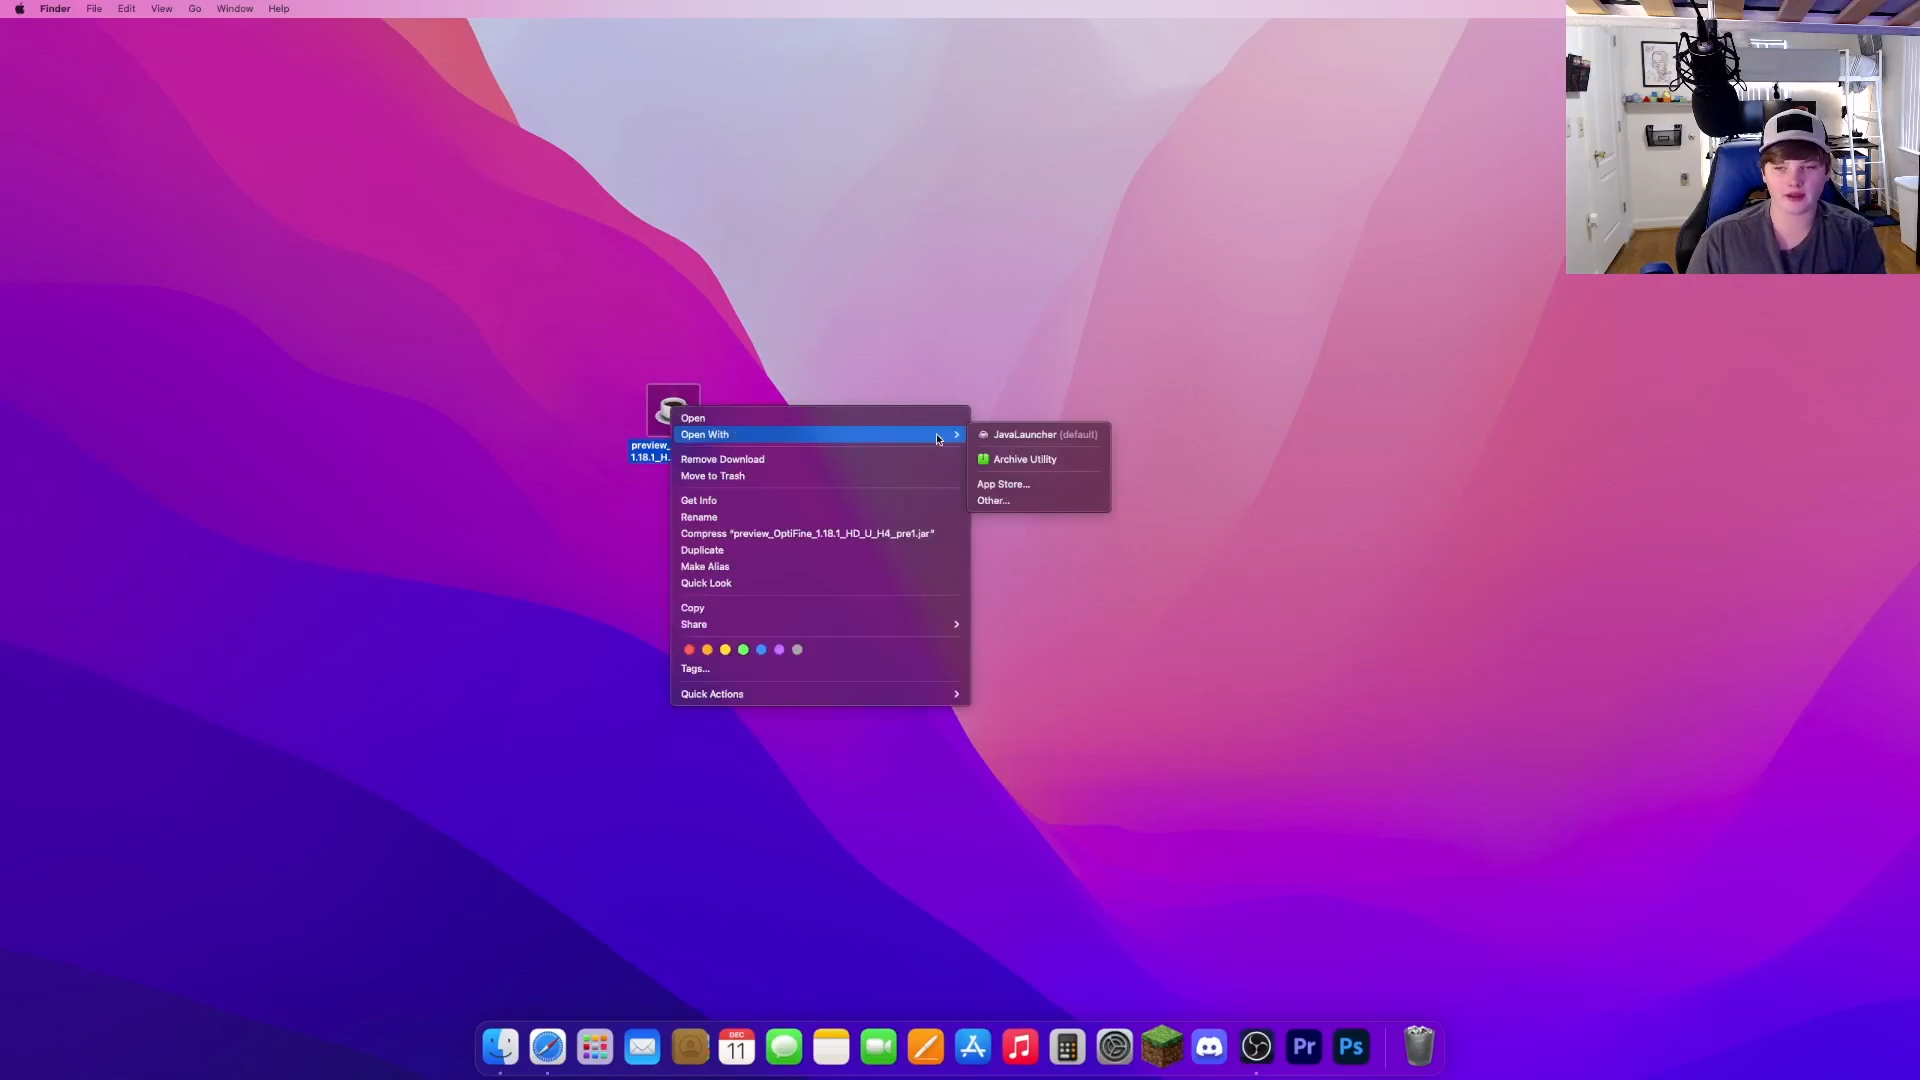 Finder File Edit View Go Window Help
preview_
1.18.1_H..
Open
Open With
Remove Download
Move to Trash
Get Info
Rename
Compress “preview_OptiFine_1.18.1_HD_U_H4_pre1.jar”
Duplicate
Make Alias
Quick Look
Copy
Share
Tags...
Quick Actions
JavaLauncher (default)
Archive Utility
App Store...
Other...
DEC
11
Pr
Ps